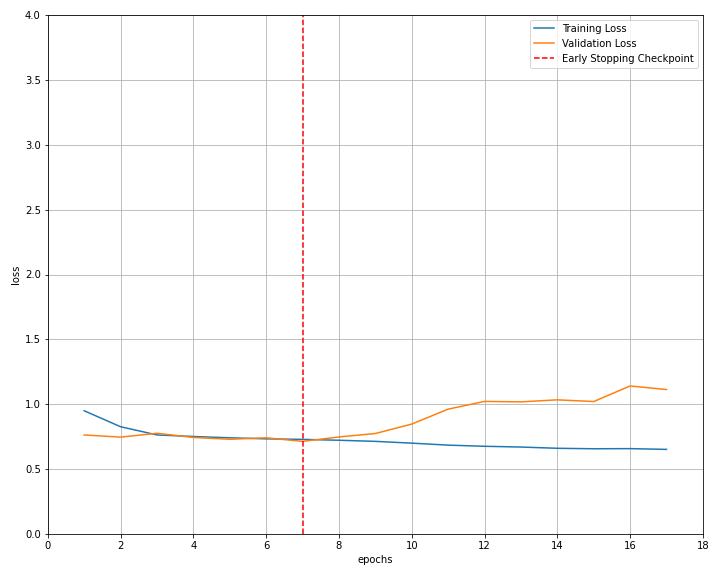 4.0
3.5
3.0
2.5
2.0
1.5
1.0
0.5
0.0
loss
Training Loss
Validation Loss
Early Stopping Checkpoint
0 2 4 6 8 10 12 14 16 18
epochs